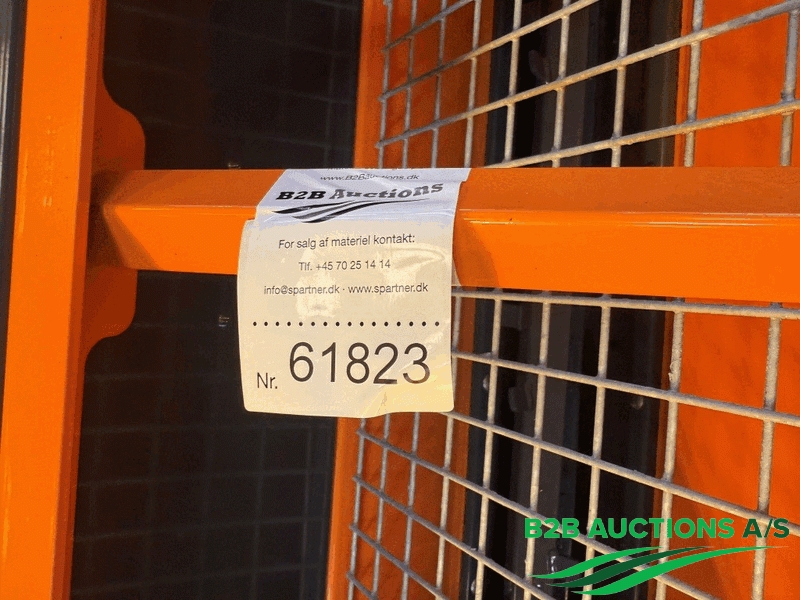 www.B2BAuctions.dk
B2B Auctions
For salg af materiel kontakt:
Tlf. +45 70 25 14 14
info@spartner.dk · www.spartner.dk
Nr. 61823
B2B AUCTIONS A/S